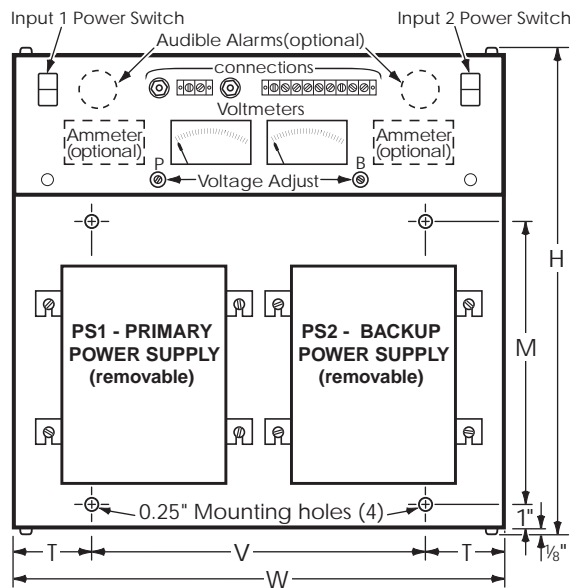 Input 1 Power Switch
Input 2 Power Switch
Audible Alarms(optional)
connections
Voltmeters
Ammeter
(optional)
Ammeter
(optional)
P
Voltage Adjust
B
H
M
PS1 - PRIMARY
POWER SUPPLY
(removable)
PS2 - BACKUP
POWER SUPPLY
(removable)
0.25" Mounting holes (4)
1"
⅛"
T
V
T
W